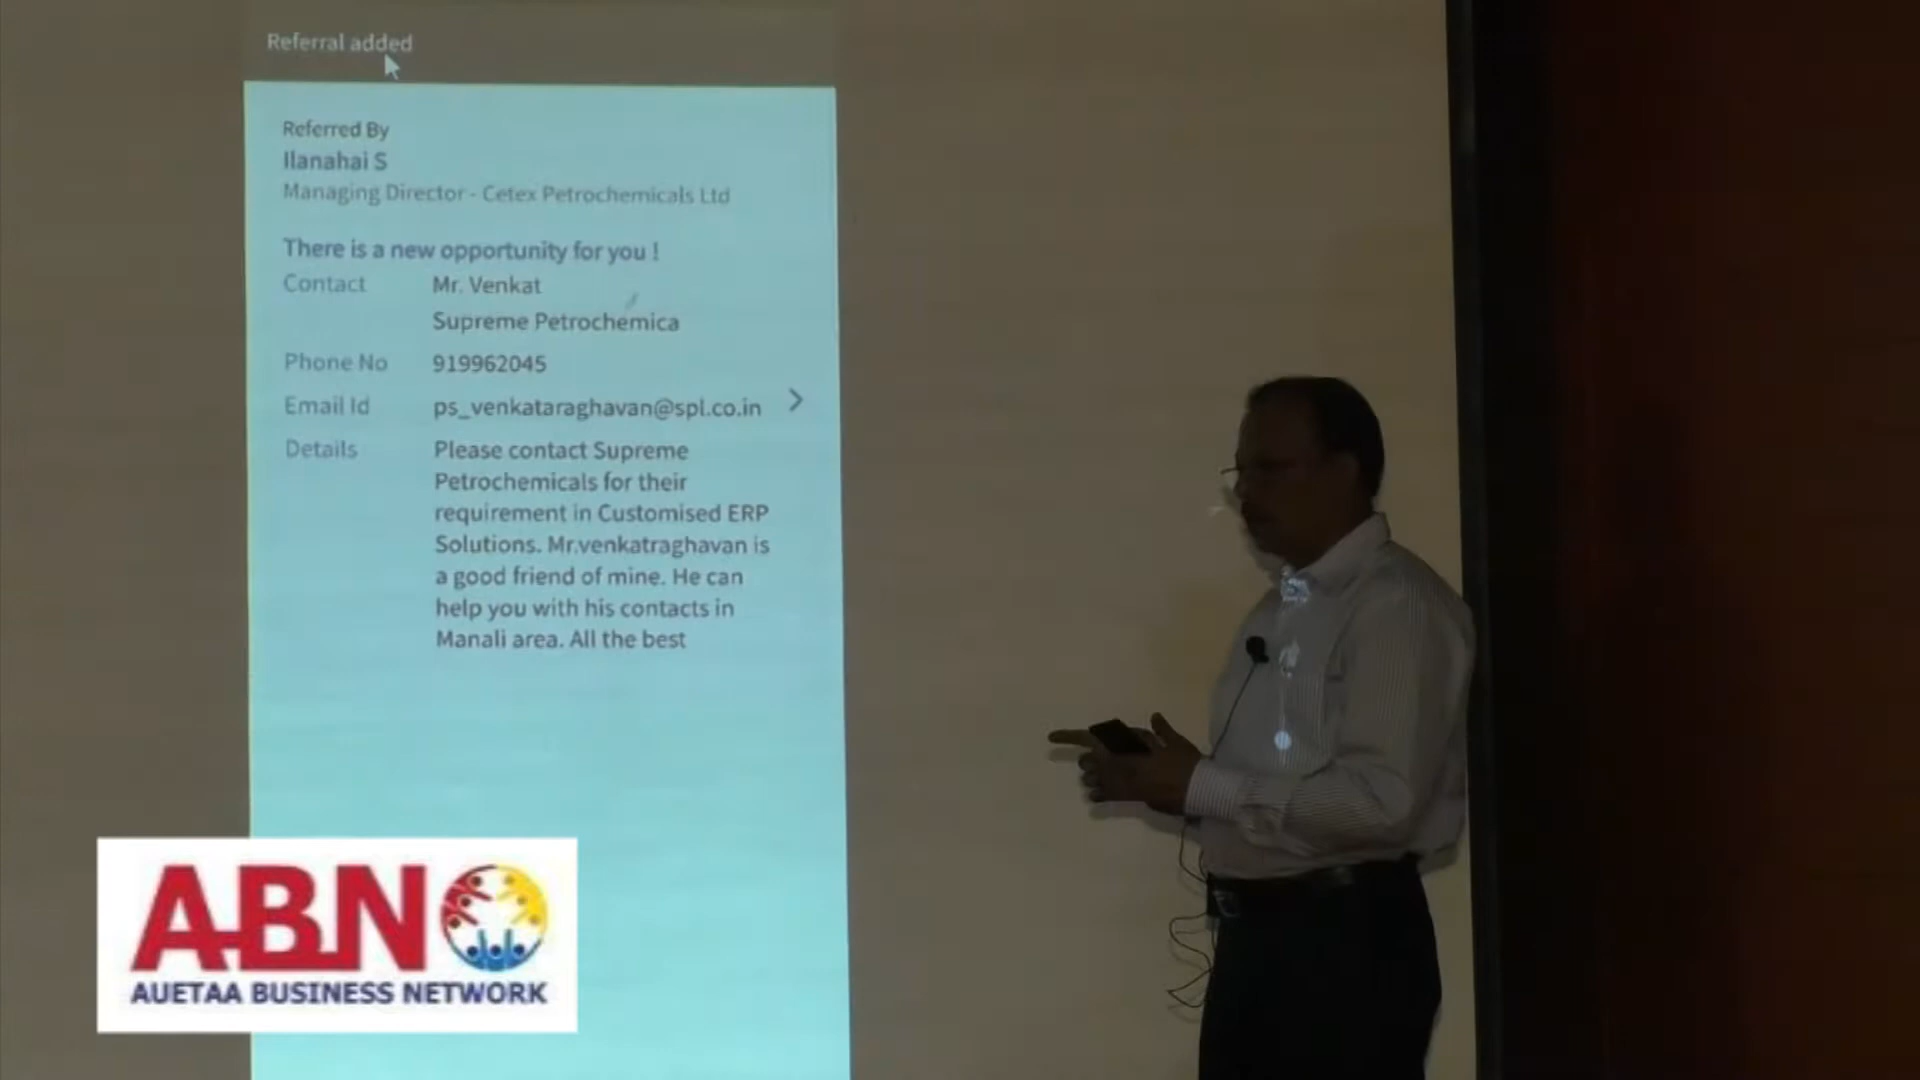 Referral added
Referred By
Ilanahai S
Managing Director - Cetex Petrochemicals Ltd
There is a new opportunity for you !
Contact Mr. Venkat
Supreme Petrochemica
Phone No 919962045
Email Id ps_venkataraghavan@spl.co.in
Details Please contact Supreme
Petrochemicals for their
requirement in Customised ERP
Solutions. Mr.venkatraghavan is
a good friend of mine. He can
help you with his contacts in
Manali area. All the best
ABN
AUETAA BUSINESS NETWORK